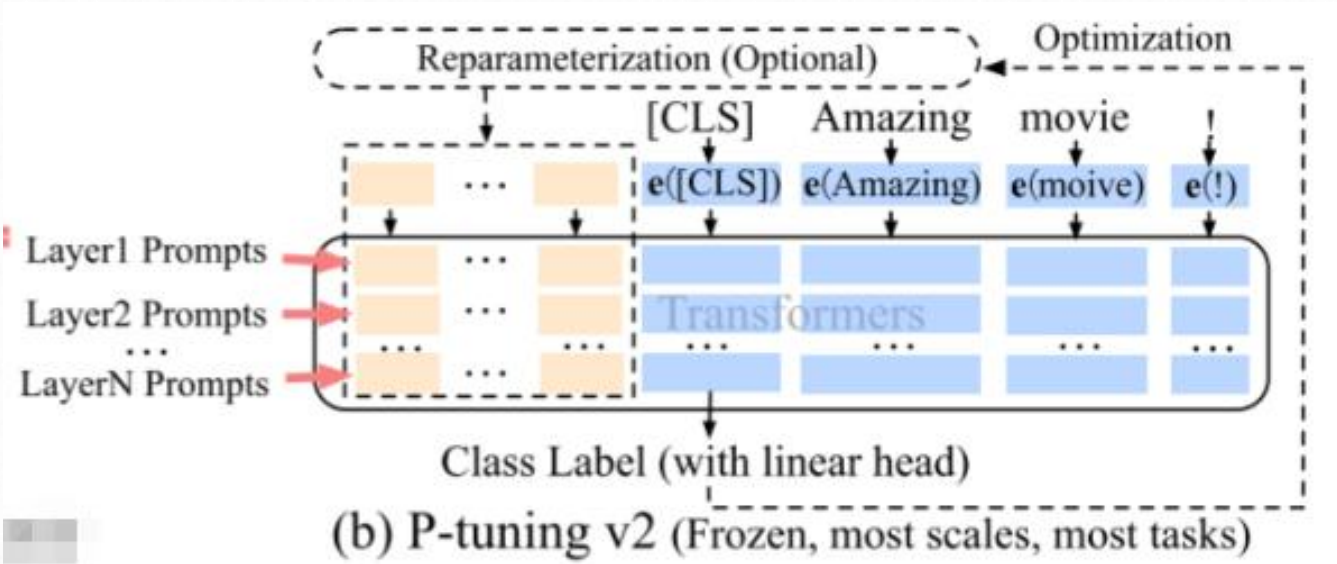 Reparameterization (Optional)
Optimization
[CLS] Amazing movie !
e([CLS]) e(Amazing) e(moive) e(!)
Layer1 Prompts
Layer2 Prompts
Transformers
...
LayerN Prompts
Class Label (with linear head)
(b) P-tuning v2 (Frozen, most scales, most tasks)